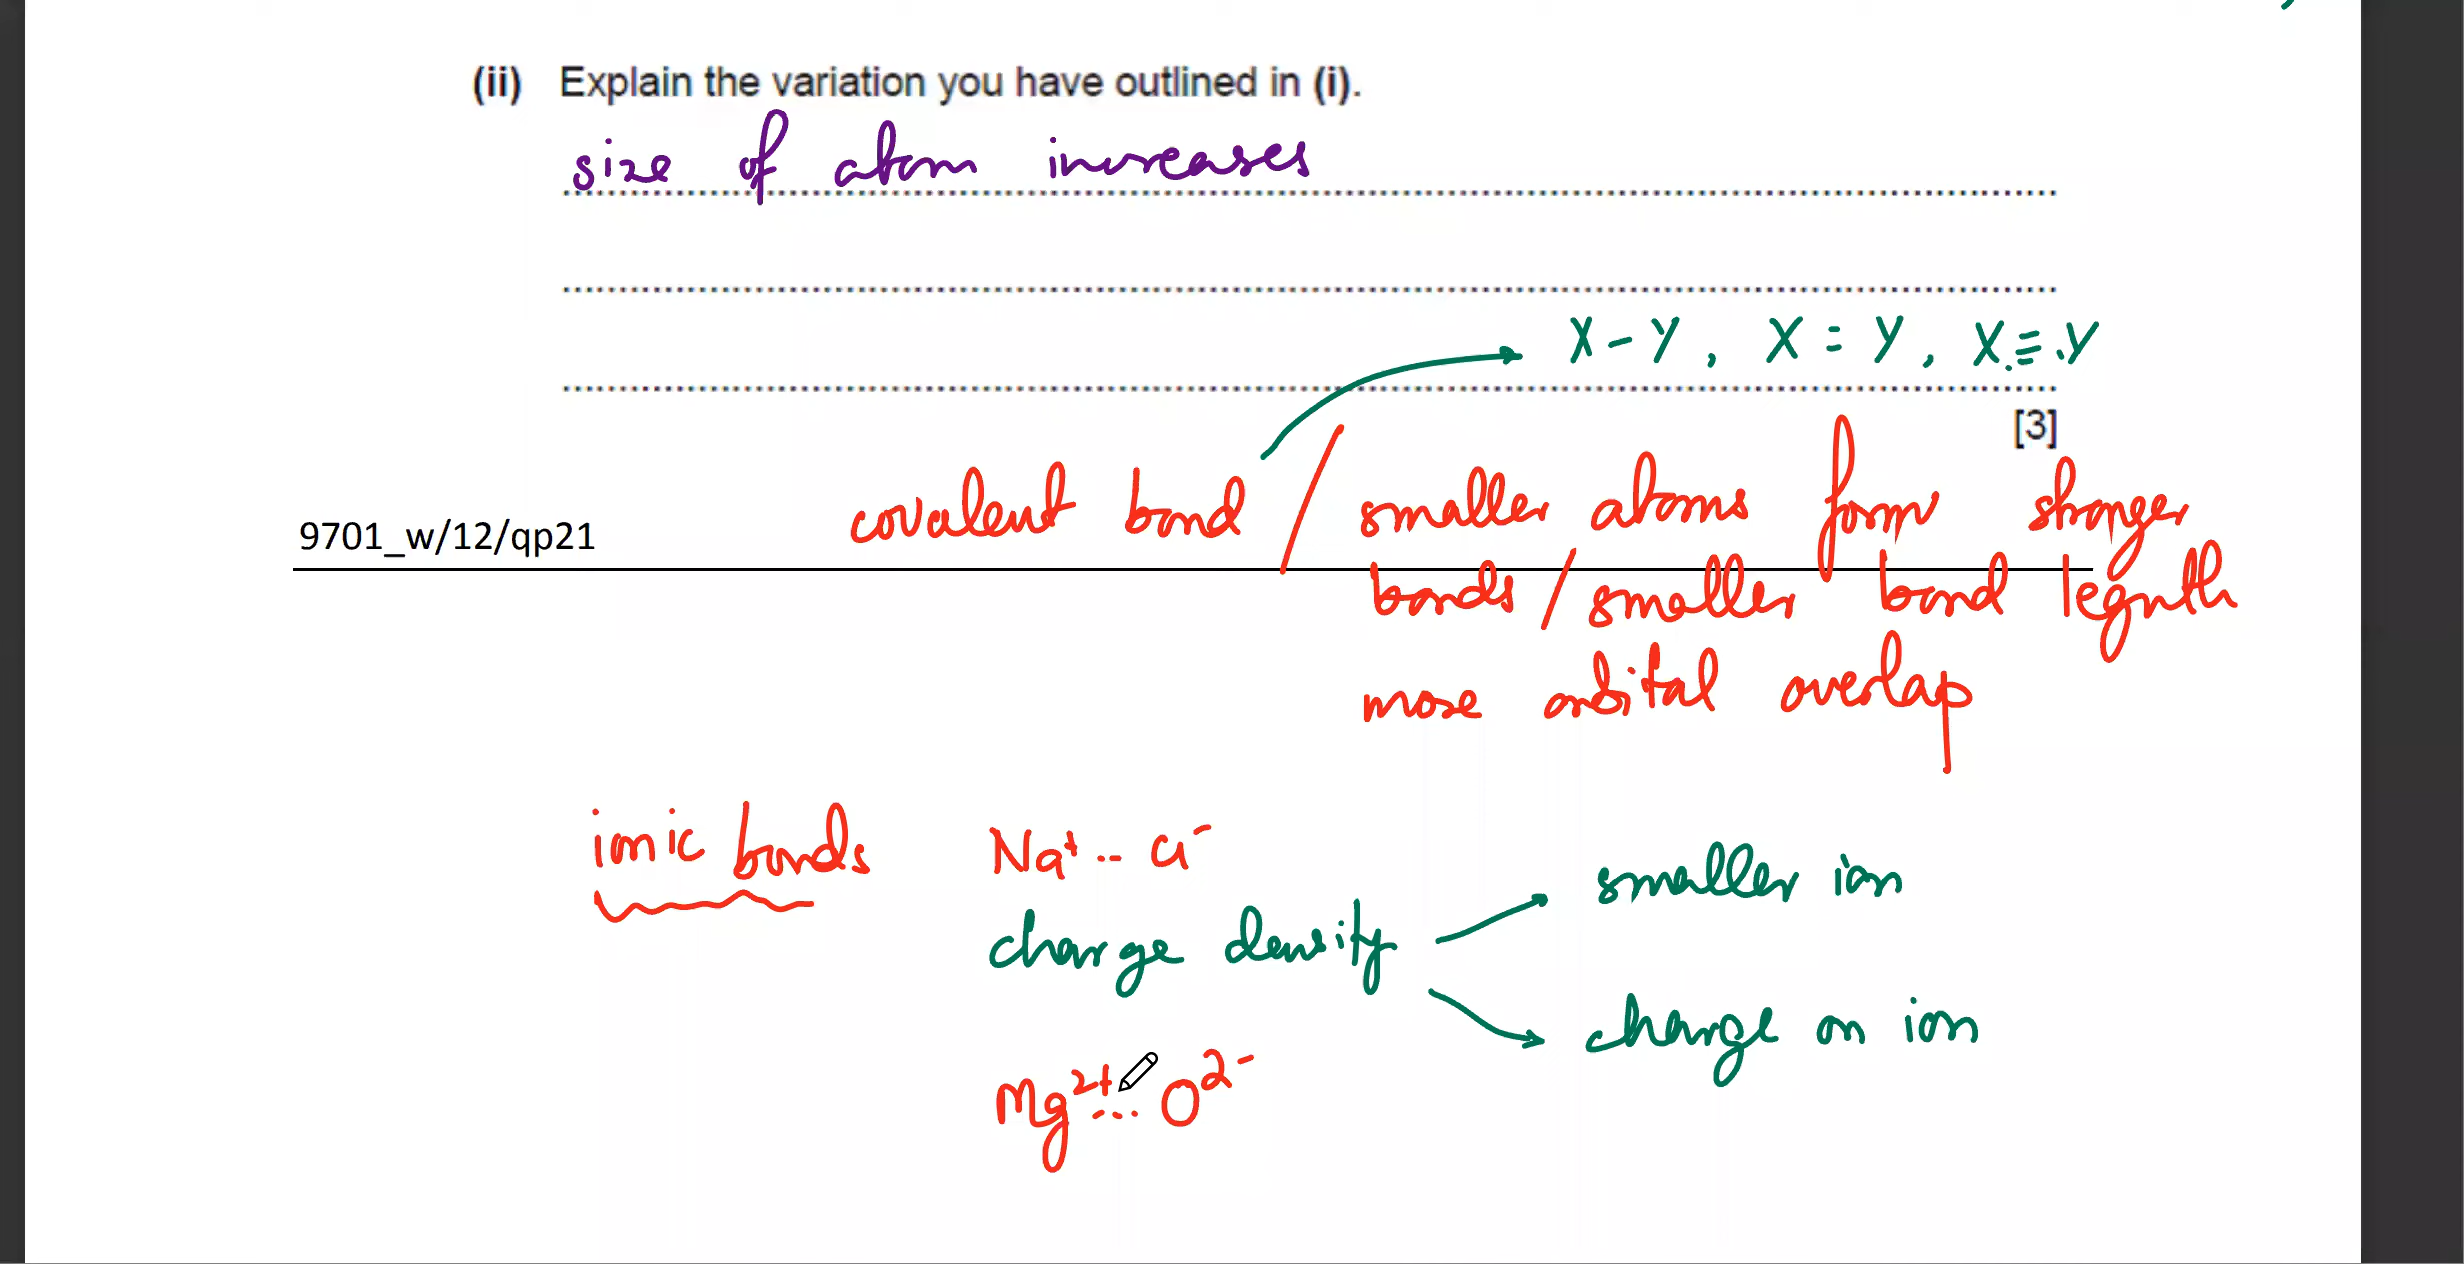 (ii) Explain the variation you have outlined in (i).
size of atom increases
X - Y , X = Y , X ≡ Y
[3]
covalent bond / smaller atoms form stronger
9701_w/12/qp21
bonds / smaller bond legnth
more orbital overlap
ionic bonds Na⁺ -- Cl⁻
smaller ion
charge density
charge on ion
Mg²⁺ ... O²⁻